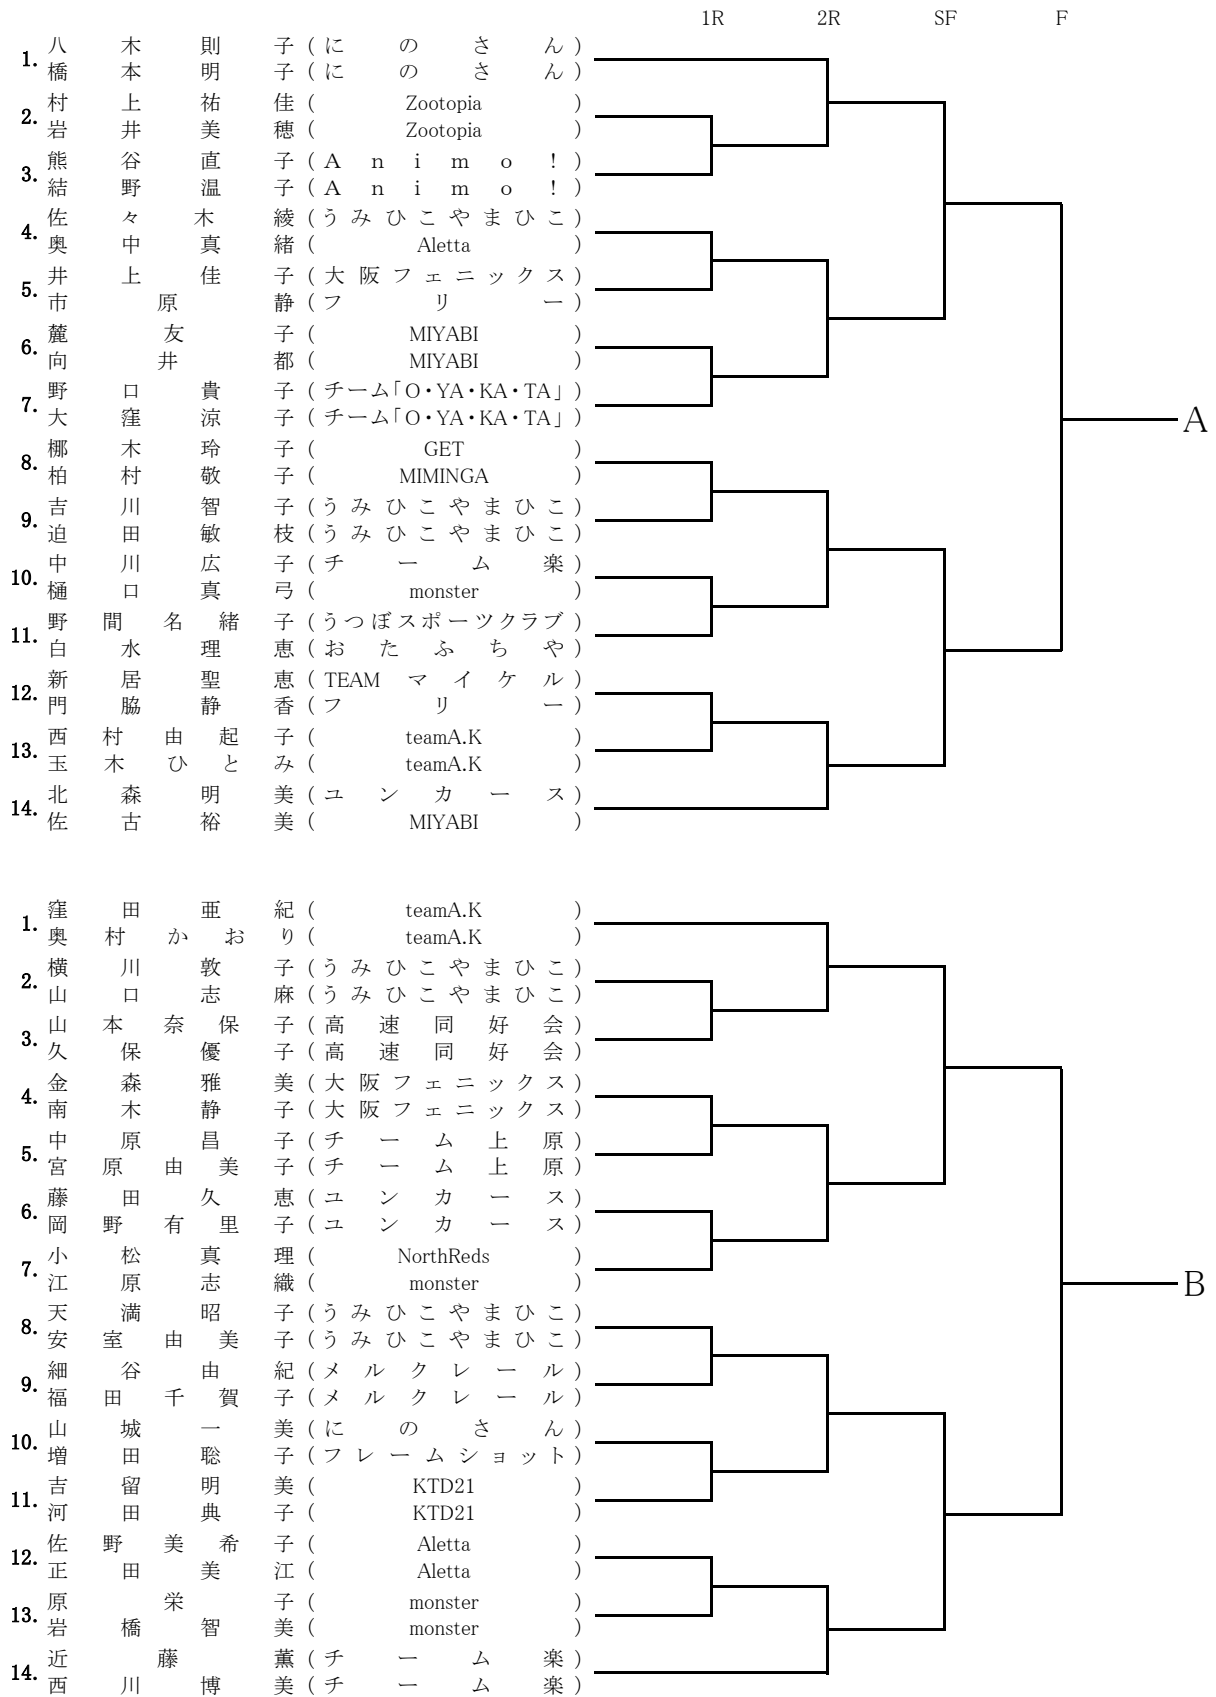 1R 2R SF F
1. 八木則子(にのさん)
橋本明子(にのさん)
2. 村上祐佳(Zootopia)
岩井美穂(Zootopia)
3. 熊谷直子(Animo!)
結野温子(Animo!)
4. 佐々木綾(うみひこやまひこ)
奥中真緒(Aletta)
5. 井上佳子(大阪フェニックス)
市原静(フリー)
6. 麓友子(MIYABI)
向井都(MIYABI)
7. 野口貴子(チーム「O・YA・KA・TA」)
大窪涼子(チーム「O・YA・KA・TA」)
A
8. 梛木玲子(GET)
柏村敬子(MIMINGA)
9. 吉川智子(うみひこやまひこ)
迫田敏枝(うみひこやまひこ)
10. 中川広子(チーム楽)
樋口真弓(monster)
11. 野間名緒子(うつぼスポーツクラブ)
白水理恵(おたふちや)
12. 新居聖恵(TEAMマイケル)
門脇静香(フリー)
13. 西村由起子(teamA.K)
玉木ひとみ(teamA.K)
14. 北森明美(ユンカース)
佐古裕美(MIYABI)
1. 窪田亜紀(teamA.K)
奥村かおり(teamA.K)
2. 横川敦子(うみひこやまひこ)
山口志麻(うみひこやまひこ)
3. 山本奈保子(高速同好会)
久保優子(高速同好会)
4. 金森雅美(大阪フェニックス)
南木静子(大阪フェニックス)
5. 中原昌子(チーム上原)
宮原由美子(チーム上原)
6. 藤田久恵(ユンカース)
岡野有里子(ユンカース)
7. 小松真理(NorthReds)
江原志織(monster)
B
8. 天満昭子(うみひこやまひこ)
安室由美子(うみひこやまひこ)
9. 細谷由紀(メルクレール)
福田千賀子(メルクレール)
10. 山城一美(にのさん)
増田聡子(フレームショット)
11. 吉留明美(KTD21)
河田典子(KTD21)
12. 佐野美希子(Aletta)
正田美江(Aletta)
13. 原栄子(monster)
岩橋智美(monster)
14. 近藤薫(チーム楽)
西川博美(チーム楽)